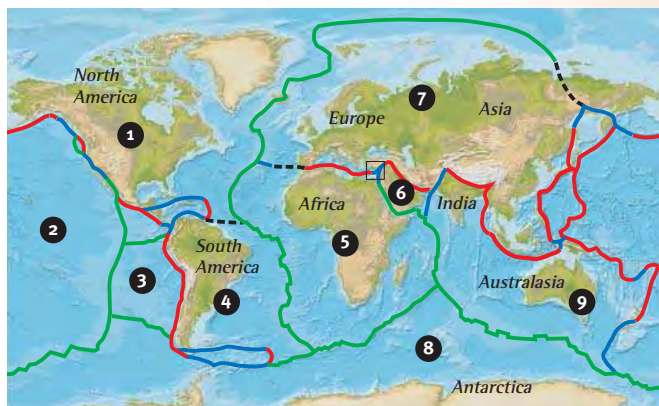 North
America
Europe
Asia
Africa
India
South
America
Australasia
Antarctica
1
2
3
4
5
6
7
8
9